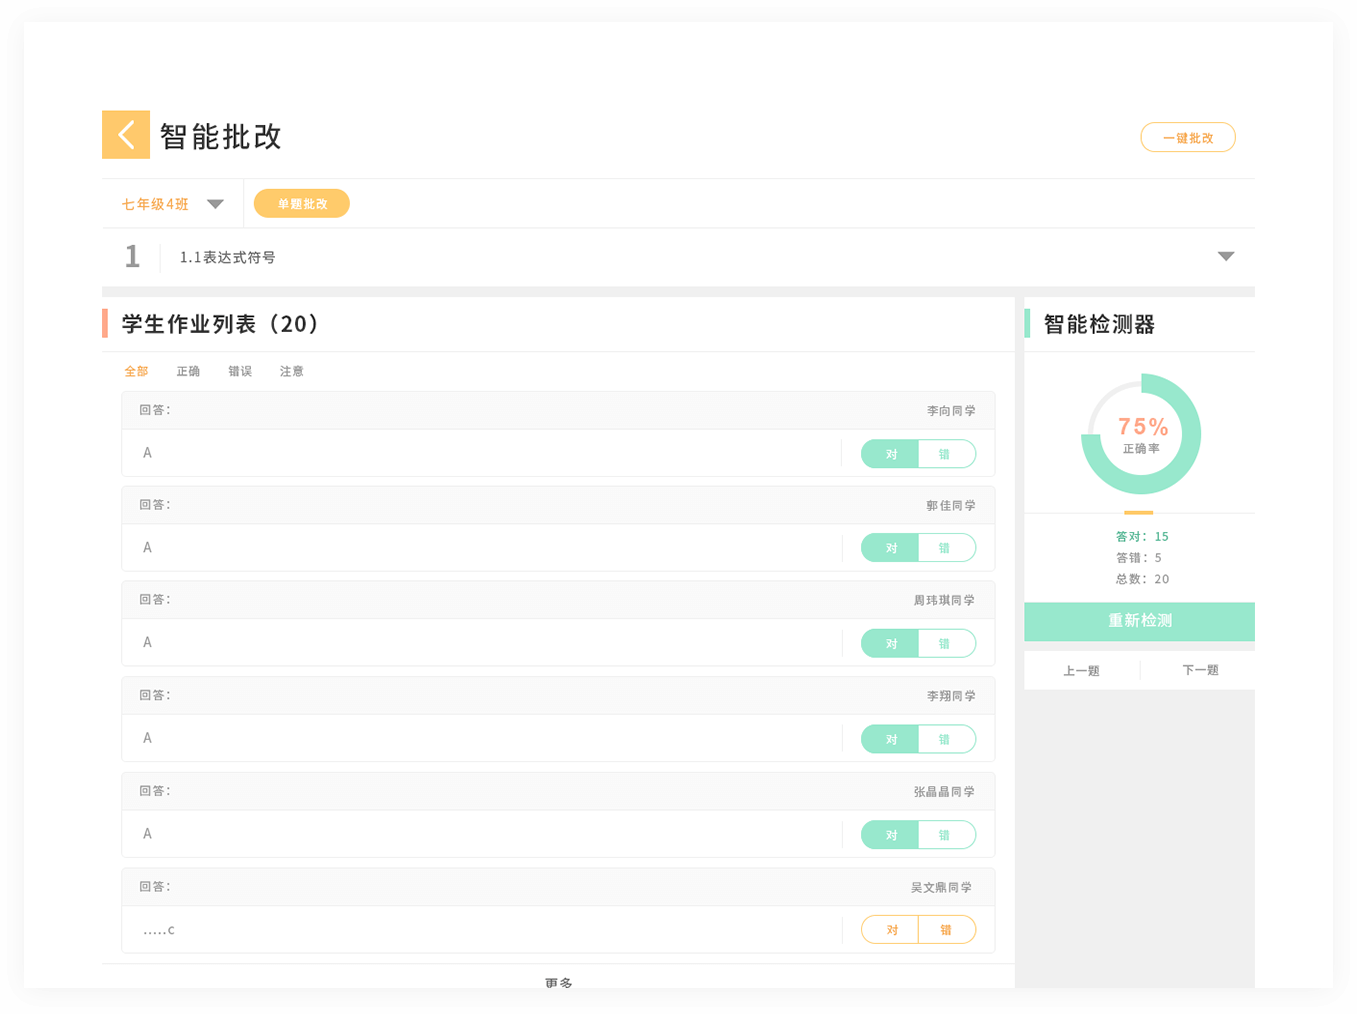 智能批改
一键批改
七年级4班
单题批改
1
1.1表达式符号
学生作业列表（20）
全部 正确 错误 注意
回答：
李向同学
A
对 错
回答：
郭佳同学
A
对 错
回答：
周玮琪同学
A
对 错
回答：
李翔同学
A
对 错
回答：
张晶晶同学
A
对 错
回答：
吴文鼎同学
.....c
对 错
更多
智能检测器
75%
正确率
答对：15
答错：5
总数：20
重新检测
上一题 下一题